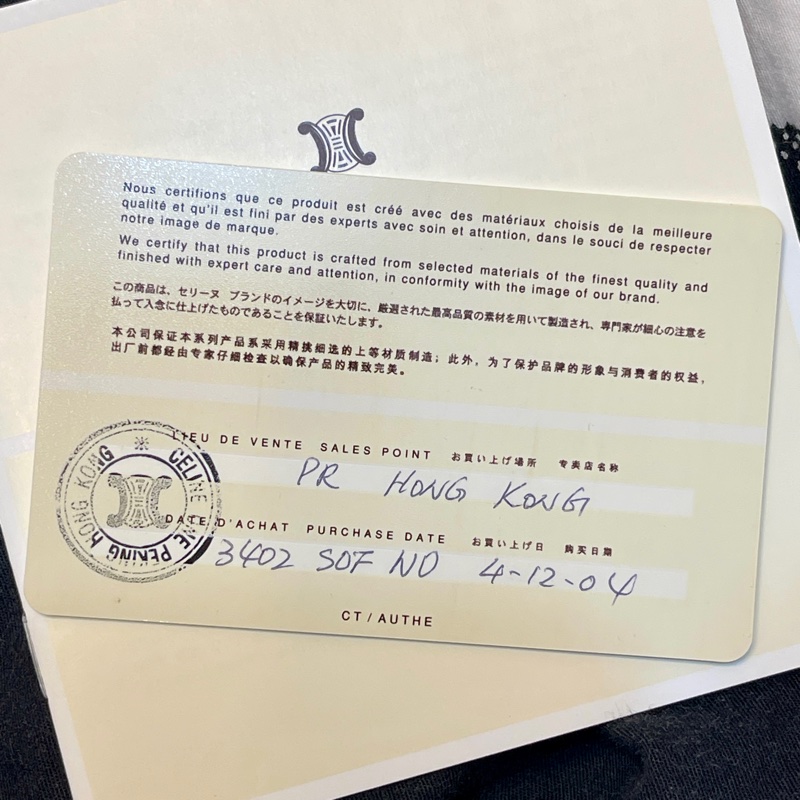 Nous certifions que ce produit est créé avec des matériaux choisis de la meilleure
qualité et qu'il est fini par des experts avec soin et attention, dans le souci de respecter
notre image de marque.
We certify that this product is crafted from selected materials of the finest quality and
finished with expert care and attention, in conformity with the image of our brand.
この商品は、セリーヌ ブランドのイメージを大切に、厳選された最高品質の素材を用いて製造され、専門家が細心の注意を
払って入念に仕上げたものであることを保証いたします。
本公司保证本系列产品系采用精挑细选的上等材质制造；此外，为了保护品牌的形象与消费者的权益，
出厂前都经由专家仔细检查以确保产品的精致完美。
LIEU DE VENTE SALES POINT お買い上げ場所 专卖店名称
PR HONG KONG
DATE D'ACHAT PURCHASE DATE お買い上げ日 购买日期
3402 SOF NO 4-12-04
CT/AUTHE
CELINE PEKING HONG KONG